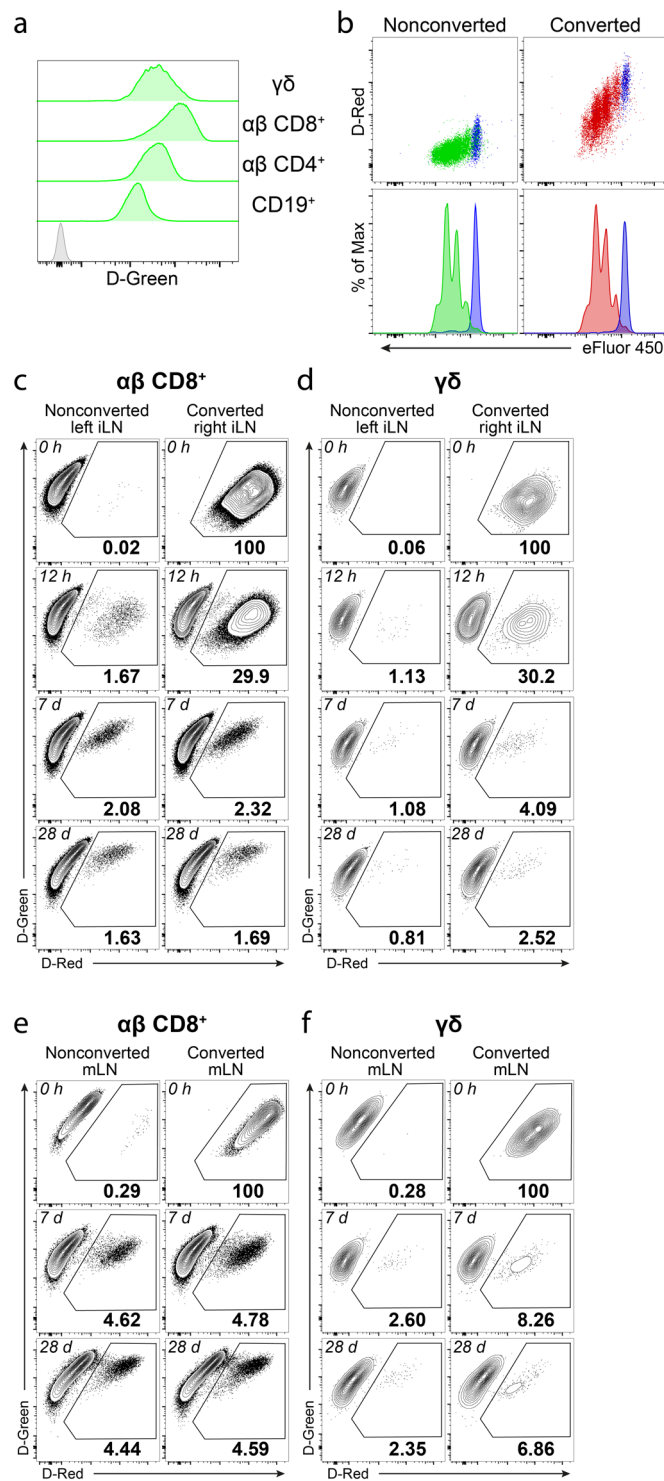 a
γδ
αβ CD8⁺
αβ CD4⁺
CD19⁺
D-Green
b
Nonconverted Converted
D-Red
% of Max
eFluor 450
c αβ CD8⁺
Nonconverted left iLN Converted right iLN
0 h 0 h
0.02 100
12 h 12 h
1.67 29.9
7 d 7 d
2.08 2.32
28 d 28 d
1.63 1.69
D-Green
D-Red
d γδ
Nonconverted left iLN Converted right iLN
0 h 0 h
0.06 100
12 h 12 h
1.13 30.2
7 d 7 d
1.08 4.09
28 d 28 d
0.81 2.52
D-Green
D-Red
e αβ CD8⁺
Nonconverted mLN Converted mLN
0 h 0 h
0.29 100
7 d 7 d
4.62 4.78
28 d 28 d
4.44 4.59
D-Green
D-Red
f γδ
Nonconverted mLN Converted mLN
0 h 0 h
0.28 100
7 d 7 d
2.60 8.26
28 d 28 d
2.35 6.86
D-Green
D-Red